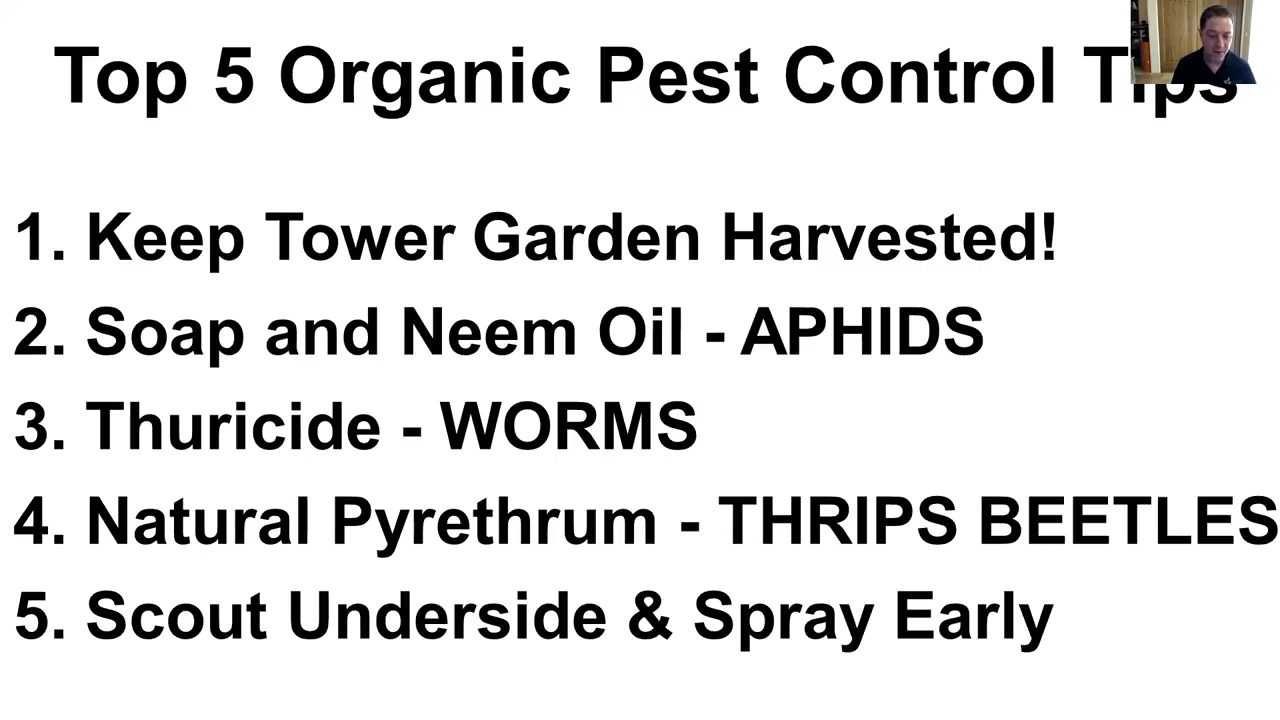 Top 5 Organic Pest Control Tips
1. Keep Tower Garden Harvested!
2. Soap and Neem Oil - APHIDS
3. Thuricide - WORMS
4. Natural Pyrethrum - THRIPS BEETLES
5. Scout Underside & Spray Early